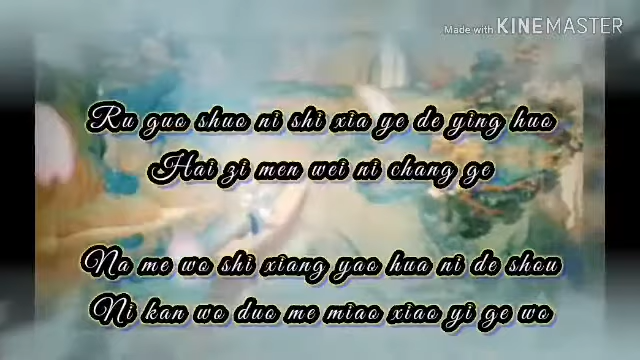 Made with KINEMASTER
Ru guo shuo ni shi xia ye de ying huo
Hai zi men wei ni chang ge
Na me wo shi xiang yao hua ni de shou
Ni kan wo duo me miao xiao yi ge wo